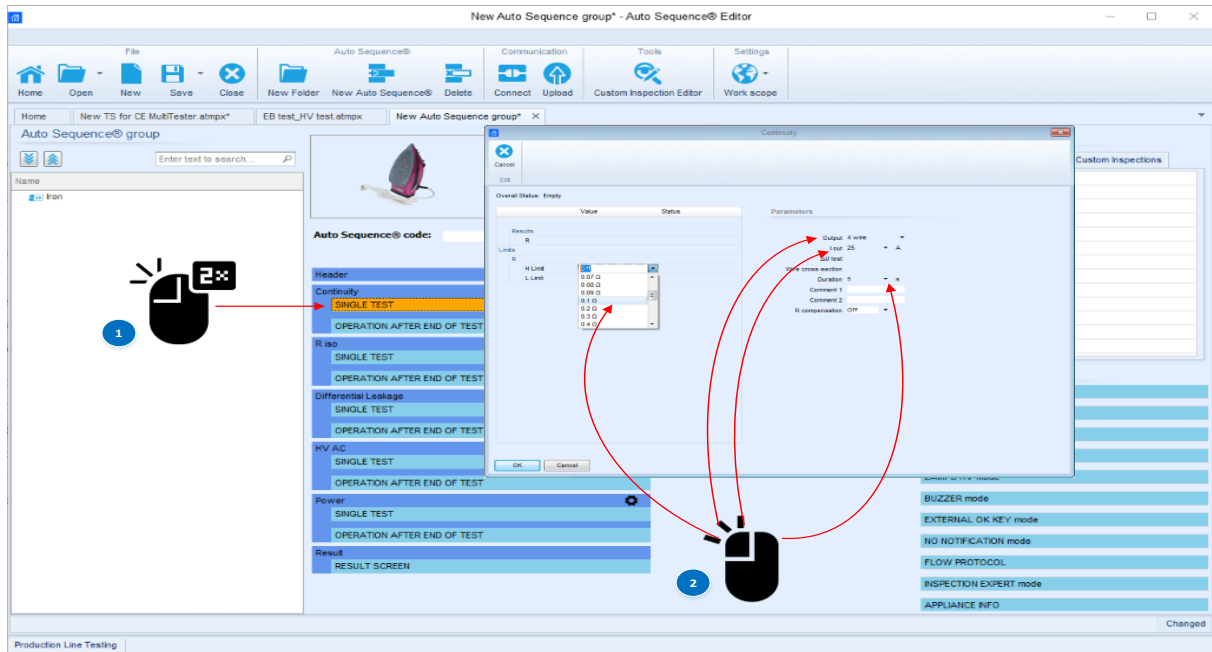 New Auto Sequence group* - Auto Sequence® Editor
File
Auto Sequence®
Communication
Tools
Settings
Home
Open
New
Save
Close
New Folder
New Auto Sequence®
Delete
Connect
Upload
Custom Inspection Editor
Work scope
Home
New TS for CE MultiTester.atmpx*
EB test_HV test.atmpx
New Auto Sequence group*
Auto Sequence® group
Enter text to search...
Name
Iron
Auto Sequence® code:
Header
Continuity
SINGLE TEST
OPERATION AFTER END OF TEST
R iso
SINGLE TEST
OPERATION AFTER END OF TEST
Differential Leakage
SINGLE TEST
OPERATION AFTER END OF TEST
HV AC
SINGLE TEST
OPERATION AFTER END OF TEST
Power
SINGLE TEST
OPERATION AFTER END OF TEST
Result
RESULT SCREEN
2×
1
Continuity
Cancel
Edit
Overall Status: Empty
Value
Status
Results
R
Limits
R
H Limit
Off
L Limit
0.07 Ω
0.08 Ω
0.09 Ω
0.1 Ω
0.2 Ω
0.3 Ω
0.4 Ω
Parameters
Output 4 wire
I out 25 A
Wire cross-section
Duration 5 s
Comment 1
Comment 2
R compensation Off
OK
Cancel
2
Custom Inspections
BUZZER mode
EXTERNAL OK KEY mode
NO NOTIFICATION mode
FLOW PROTOCOL
INSPECTION EXPERT mode
APPLIANCE INFO
Changed
Production Line Testing